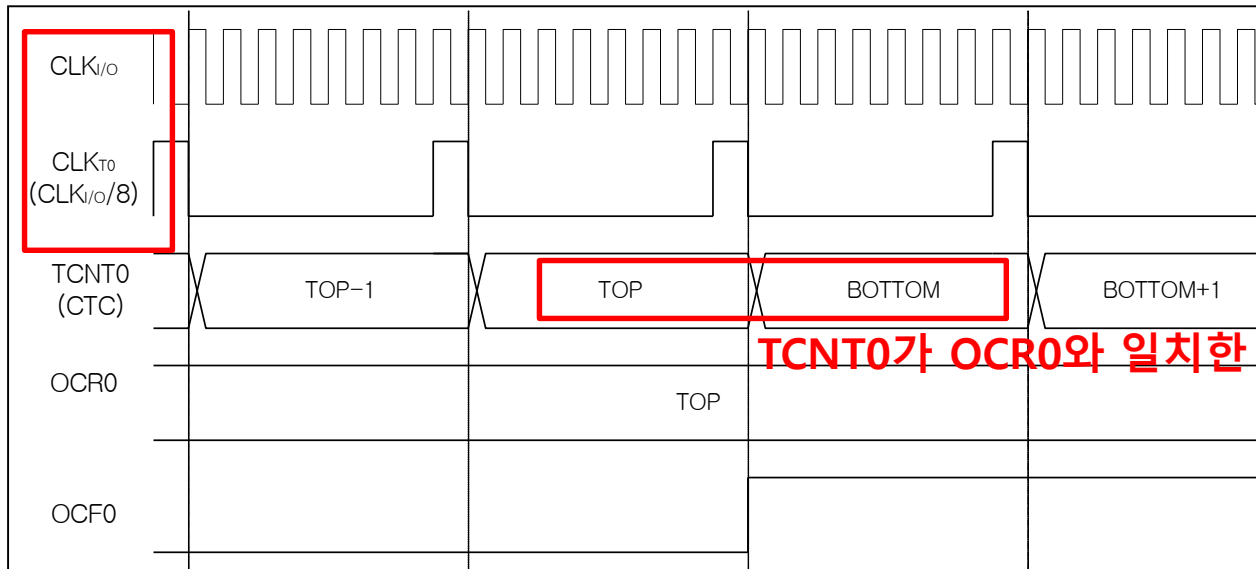 CLKI/O
CLKT0
(CLKI/O/8)
TCNT0
(CTC)
TOP-1
TOP
BOTTOM
BOTTOM+1
TCNT0가 OCR0와 일치한
OCR0
TOP
OCF0